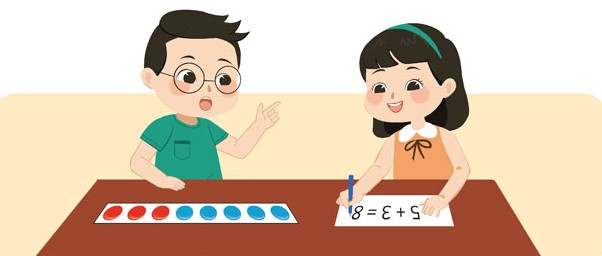 5 + 3 = 8